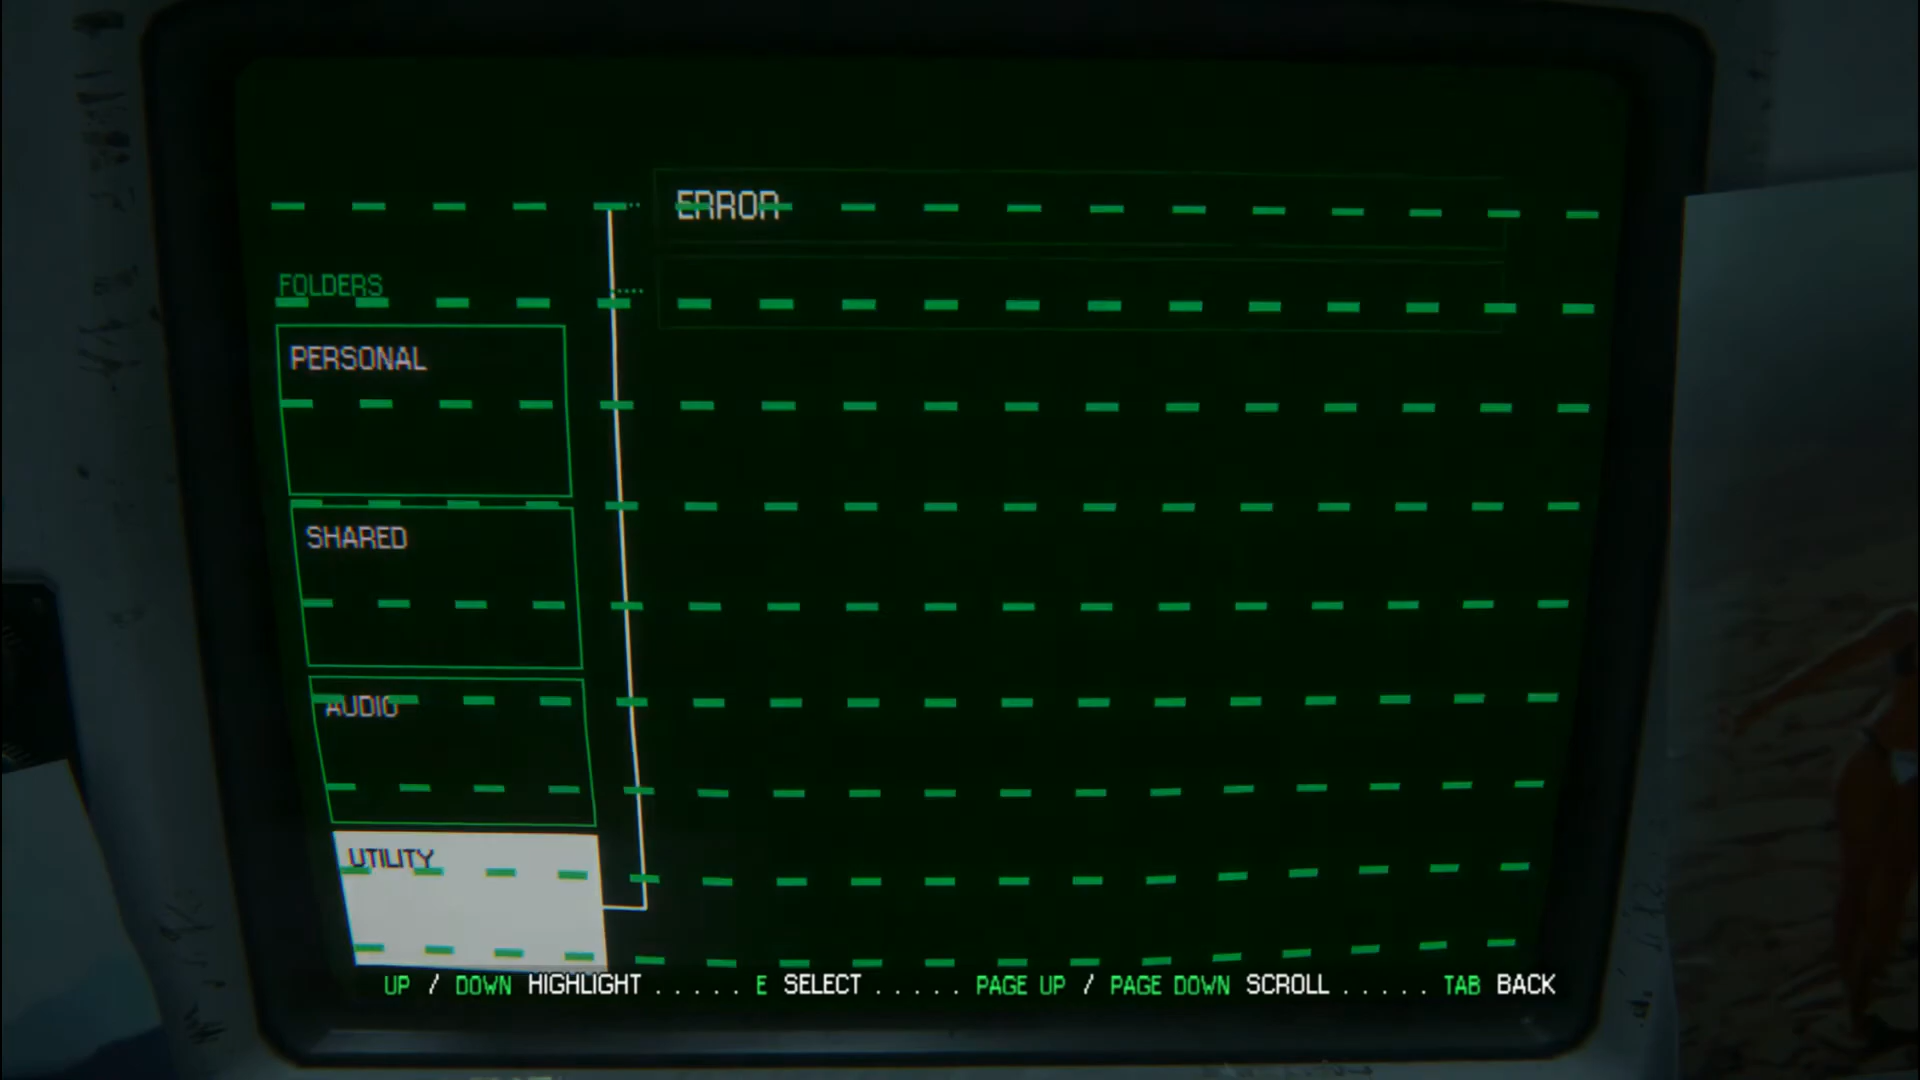 ERROR
FOLDERS
PERSONAL
SHARED
AUDIO
UTILITY
UP / DOWN HIGHLIGHT ..... E SELECT ..... PAGE UP / PAGE DOWN SCROLL ..... TAB BACK